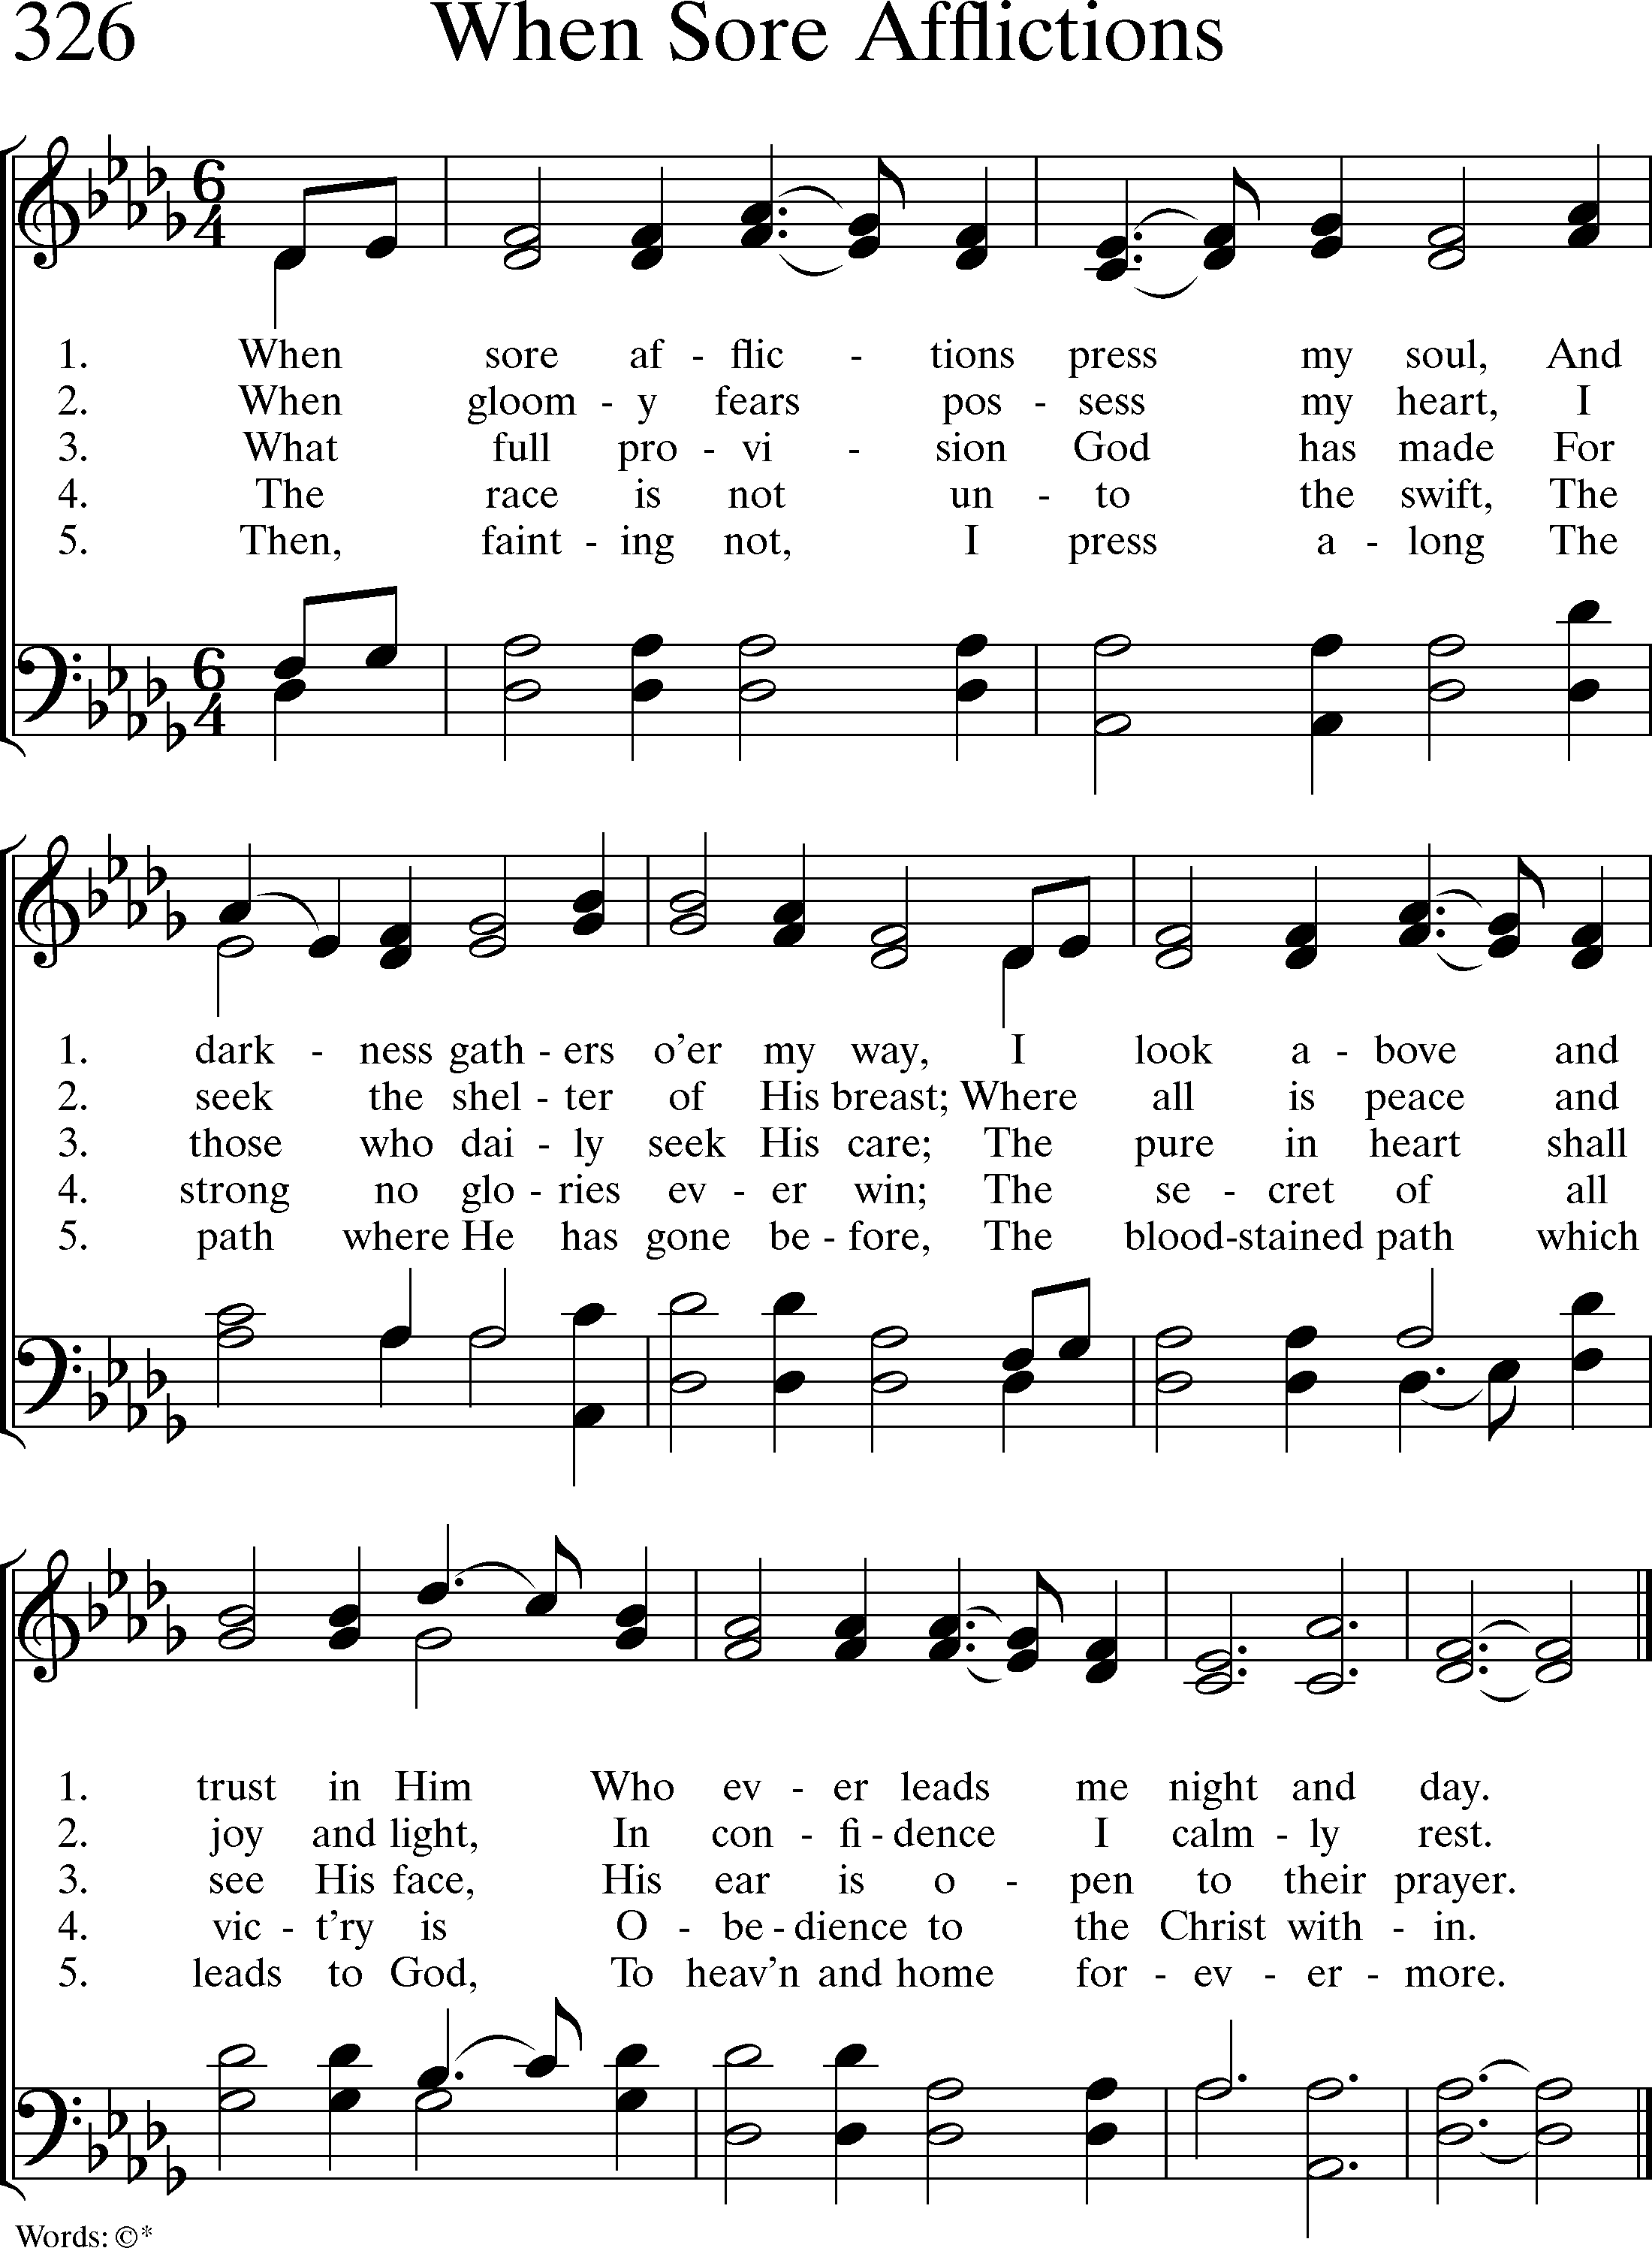 326 When Sore Afflictions
6
4
1. When sore af - flic - tions press my soul, And
2. When gloom - y fears pos - sess my heart, I
3. What full pro - vi - sion God has made For
4. The race is not un - to the swift, The
5. Then, faint - ing not, I press a - long The
6
4
1. dark - ness gath - ers o'er my way, I look a - bove and
2. seek the shel - ter of His breast; Where all is peace and
3. those who dai - ly seek His care; The pure in heart shall
4. strong no glo - ries ev - er win; The se - cret of all
5. path where He has gone be - fore, The blood-stained path which
1. trust in Him Who ev - er leads me night and day.
2. joy and light, In con - fi - dence I calm - ly rest.
3. see His face, His ear is o - pen to their prayer.
4. vic - t'ry is O - be - dience to the Christ with - in.
5. leads to God, To heav'n and home for - ev - er - more.
Words: ©*